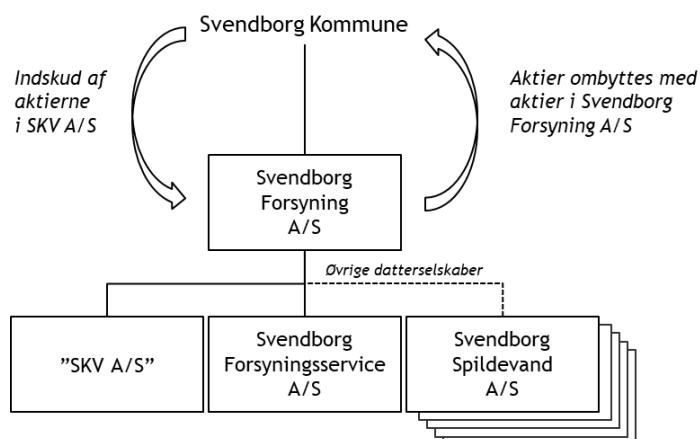 Svendborg Kommune
Indskud af
aktierne
i SKV A/S
Aktier ombyttes med
aktier i Svendborg
Forsyning A/S
Svendborg
Forsyning
A/S
Øvrige datterselskaber
”SKV A/S”
Svendborg
Forsyningsservice
A/S
Svendborg
Spildevand
A/S